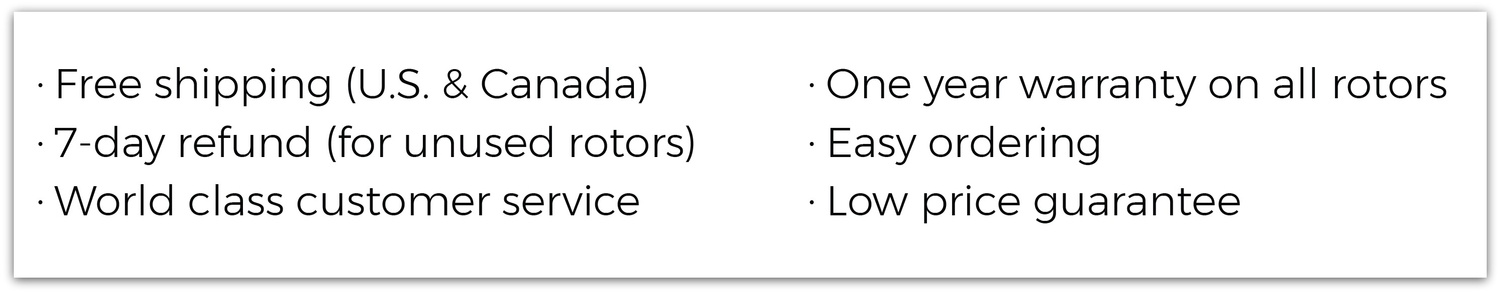 · Free shipping (U.S. & Canada)
· 7-day refund (for unused rotors)
· World class customer service
· One year warranty on all rotors
· Easy ordering
· Low price guarantee